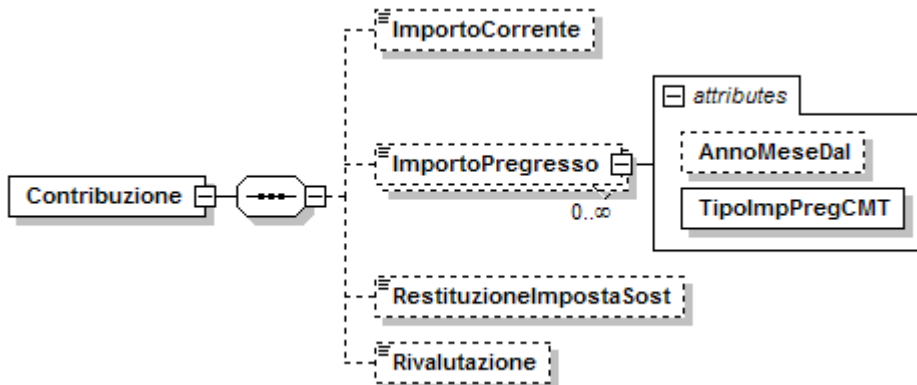 ImportoCorrente
attributes
AnnoMeseDal
ImportoPregresso
Contribuzione
TipoImpPregCMT
0..∞
RestituzioneImpostaSost
Rivalutazione